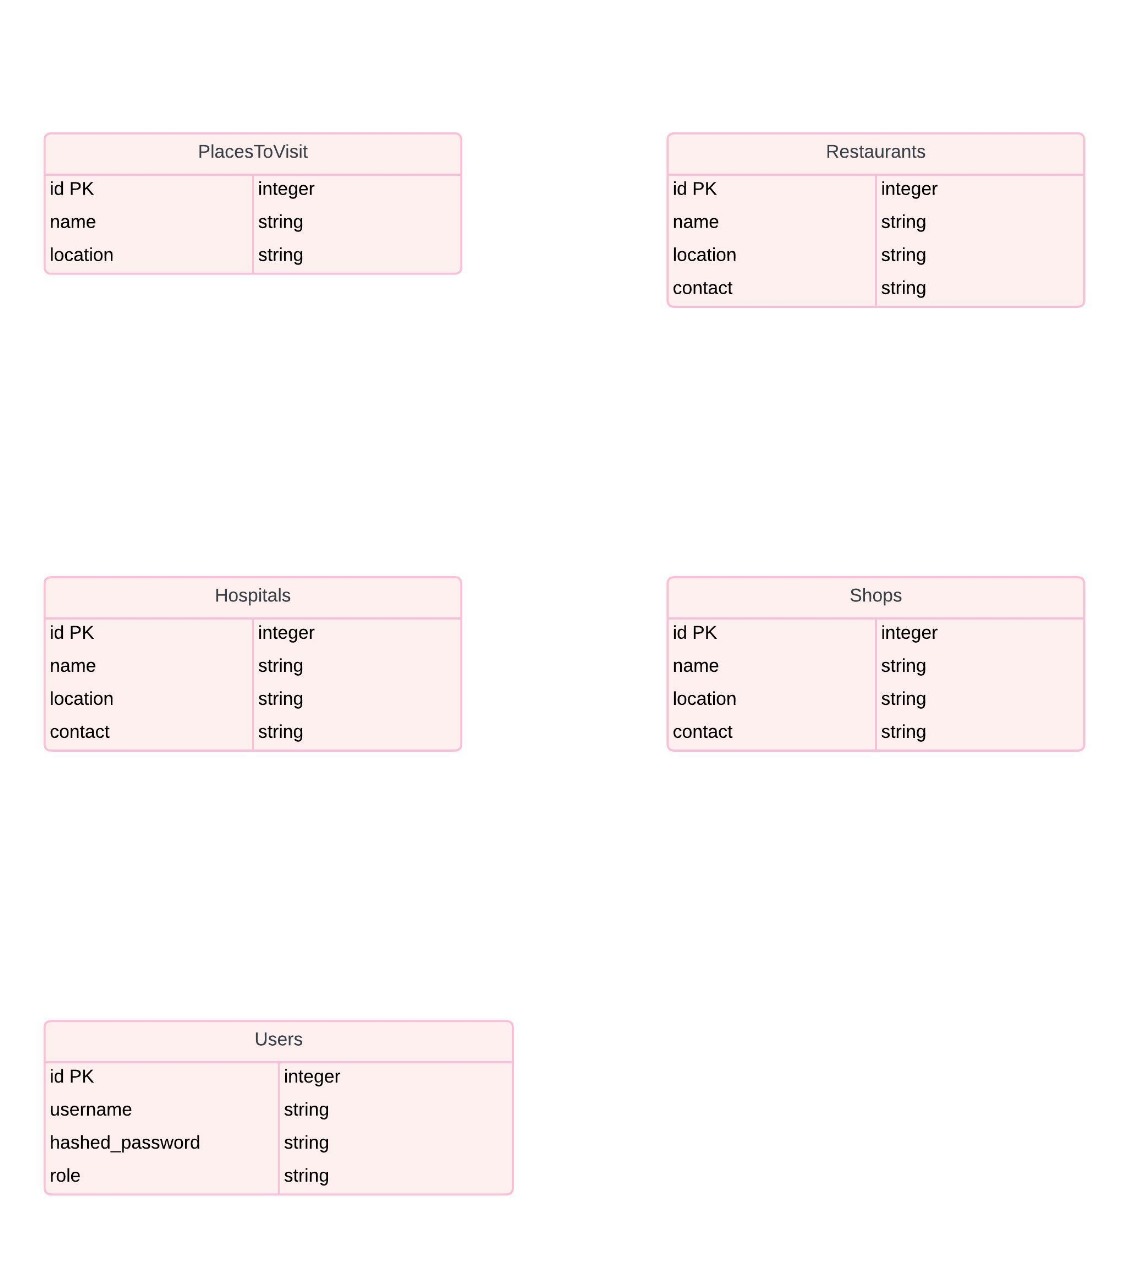 PlacesToVisit
id PK integer
name string
location string
Restaurants
id PK integer
name string
location string
contact string
Hospitals
id PK integer
name string
location string
contact string
Shops
id PK integer
name string
location string
contact string
Users
id PK integer
username string
hashed_password string
role string